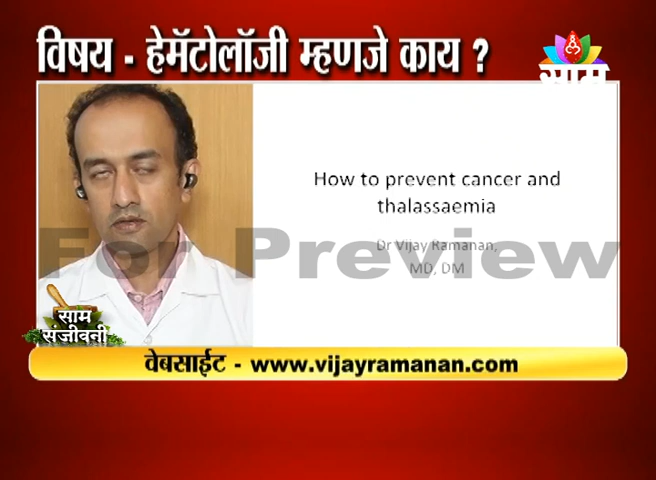 विषय - हेमॅटोलॉजी म्हणजे काय ?
साम
How to prevent cancer and
thalassaemia
Dr Vijay Ramanan,
MD, DM
For Preview
साम
संजीवनी
वेबसाईट - www.vijayramanan.com